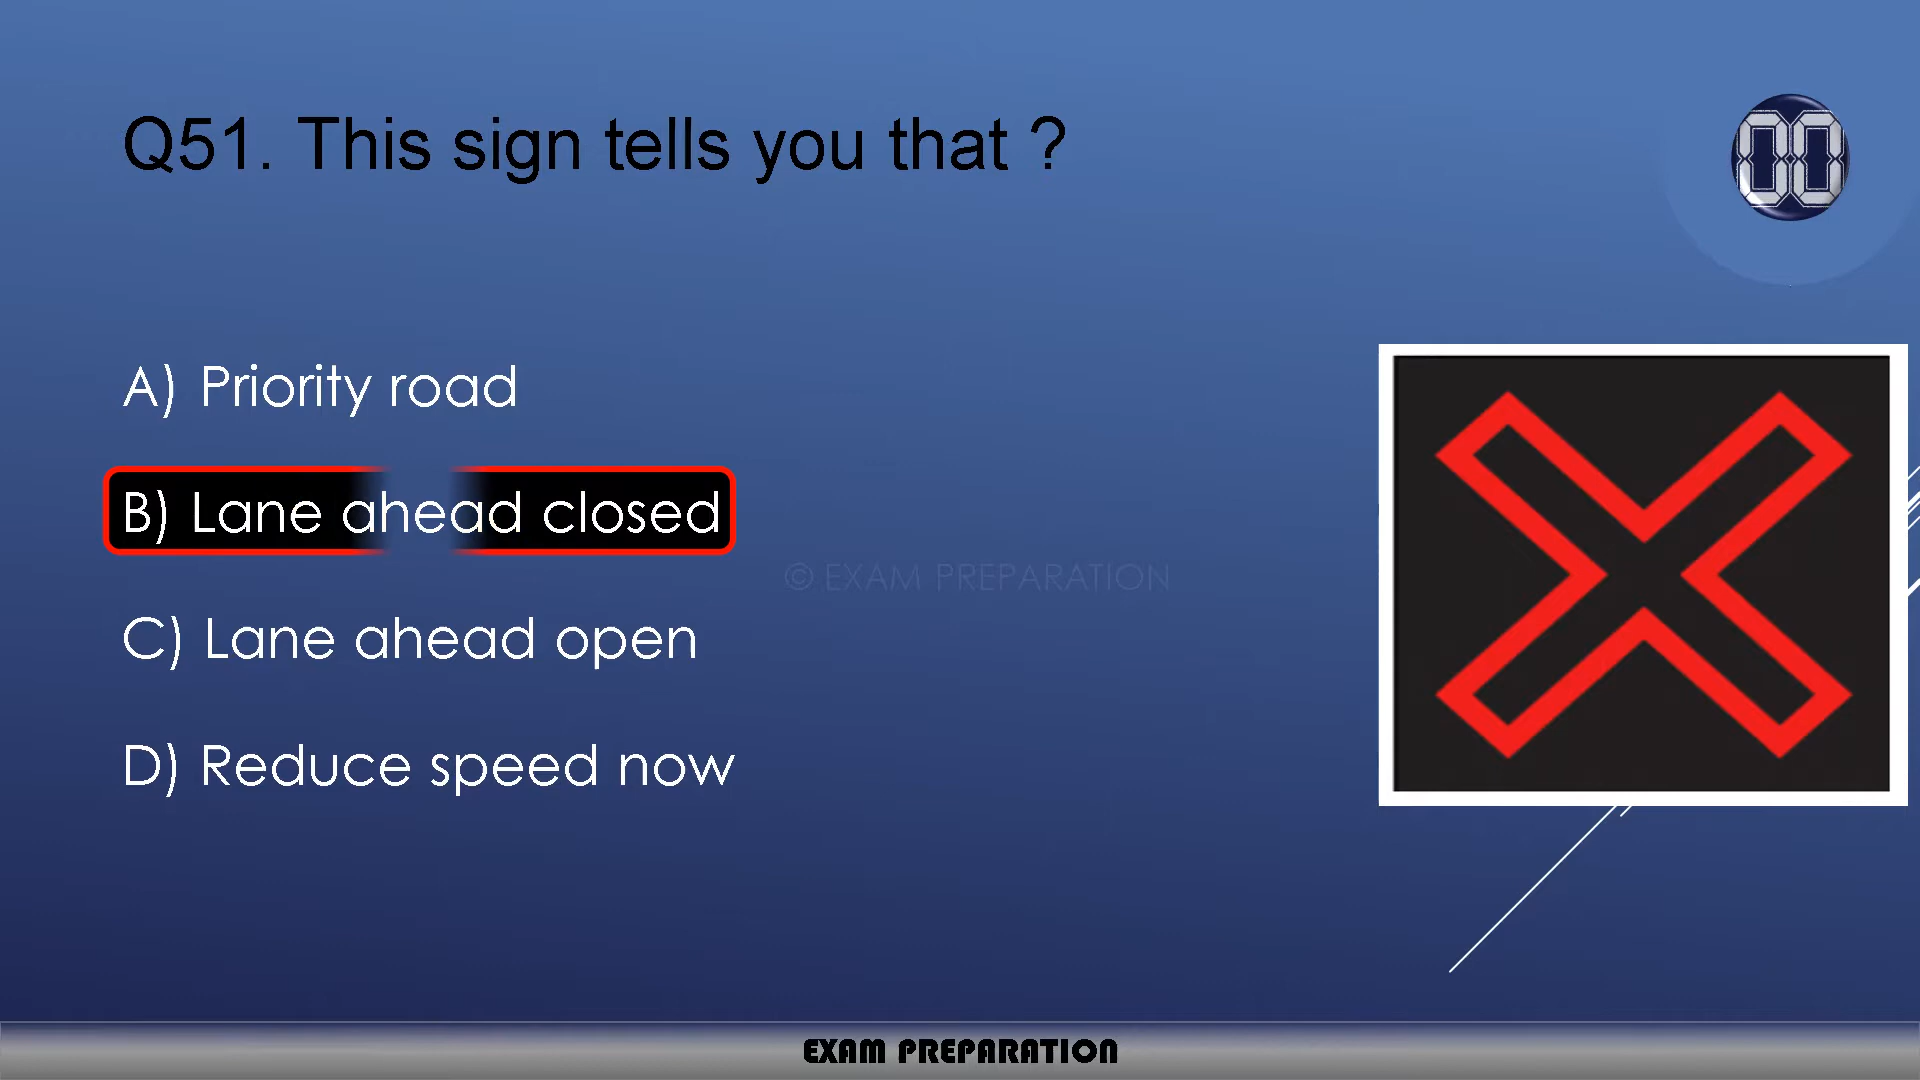 Q51. This sign tells you that ?
00
A) Priority road
B) Lane ahead closed
© EXAM PREPARATION
C) Lane ahead open
D) Reduce speed now
EXAM PREPARATION